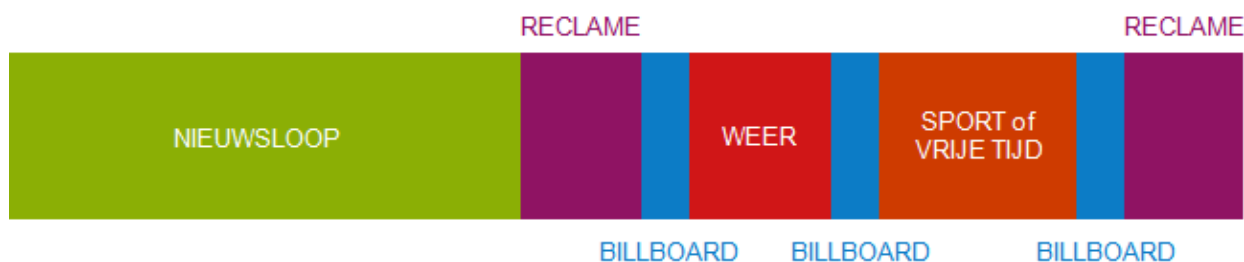 RECLAME
RECLAME
NIEUWSLOOP
WEER
SPORT of
VRIJE TIJD
BILLBOARD
BILLBOARD
BILLBOARD